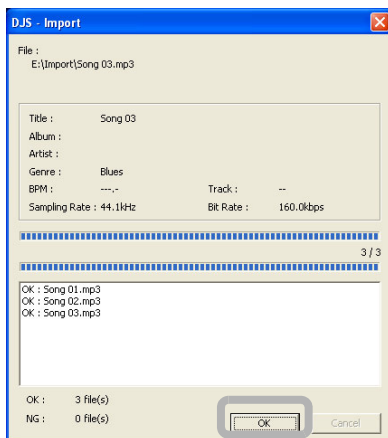 DJS - Import
File :
E:\Import\Song 03.mp3
Title : Song 03
Album :
Artist :
Genre : Blues
BPM : ---.- Track : --
Sampling Rate : 44.1kHz Bit Rate : 160.0kbps
3 / 3
OK : Song 01.mp3
OK : Song 02.mp3
OK : Song 03.mp3
OK : 3 file(s)
NG : 0 file(s)
OK Cancel